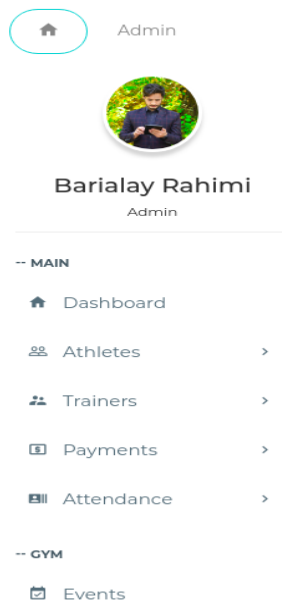 Admin
Barialay Rahimi
Admin
-- MAIN
Dashboard
Athletes
Trainers
Payments
Attendance
-- GYM
Events